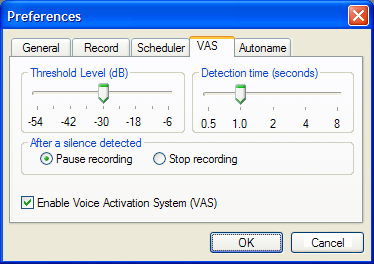 Preferences
General Record Scheduler VAS Autoname
Threshold Level (dB) Detection time (seconds)
-54 -42 -30 -18 -6 0.5 1.0 2 4 8
After a silence detected
Pause recording Stop recording
Enable Voice Activation System (VAS)
OK Cancel